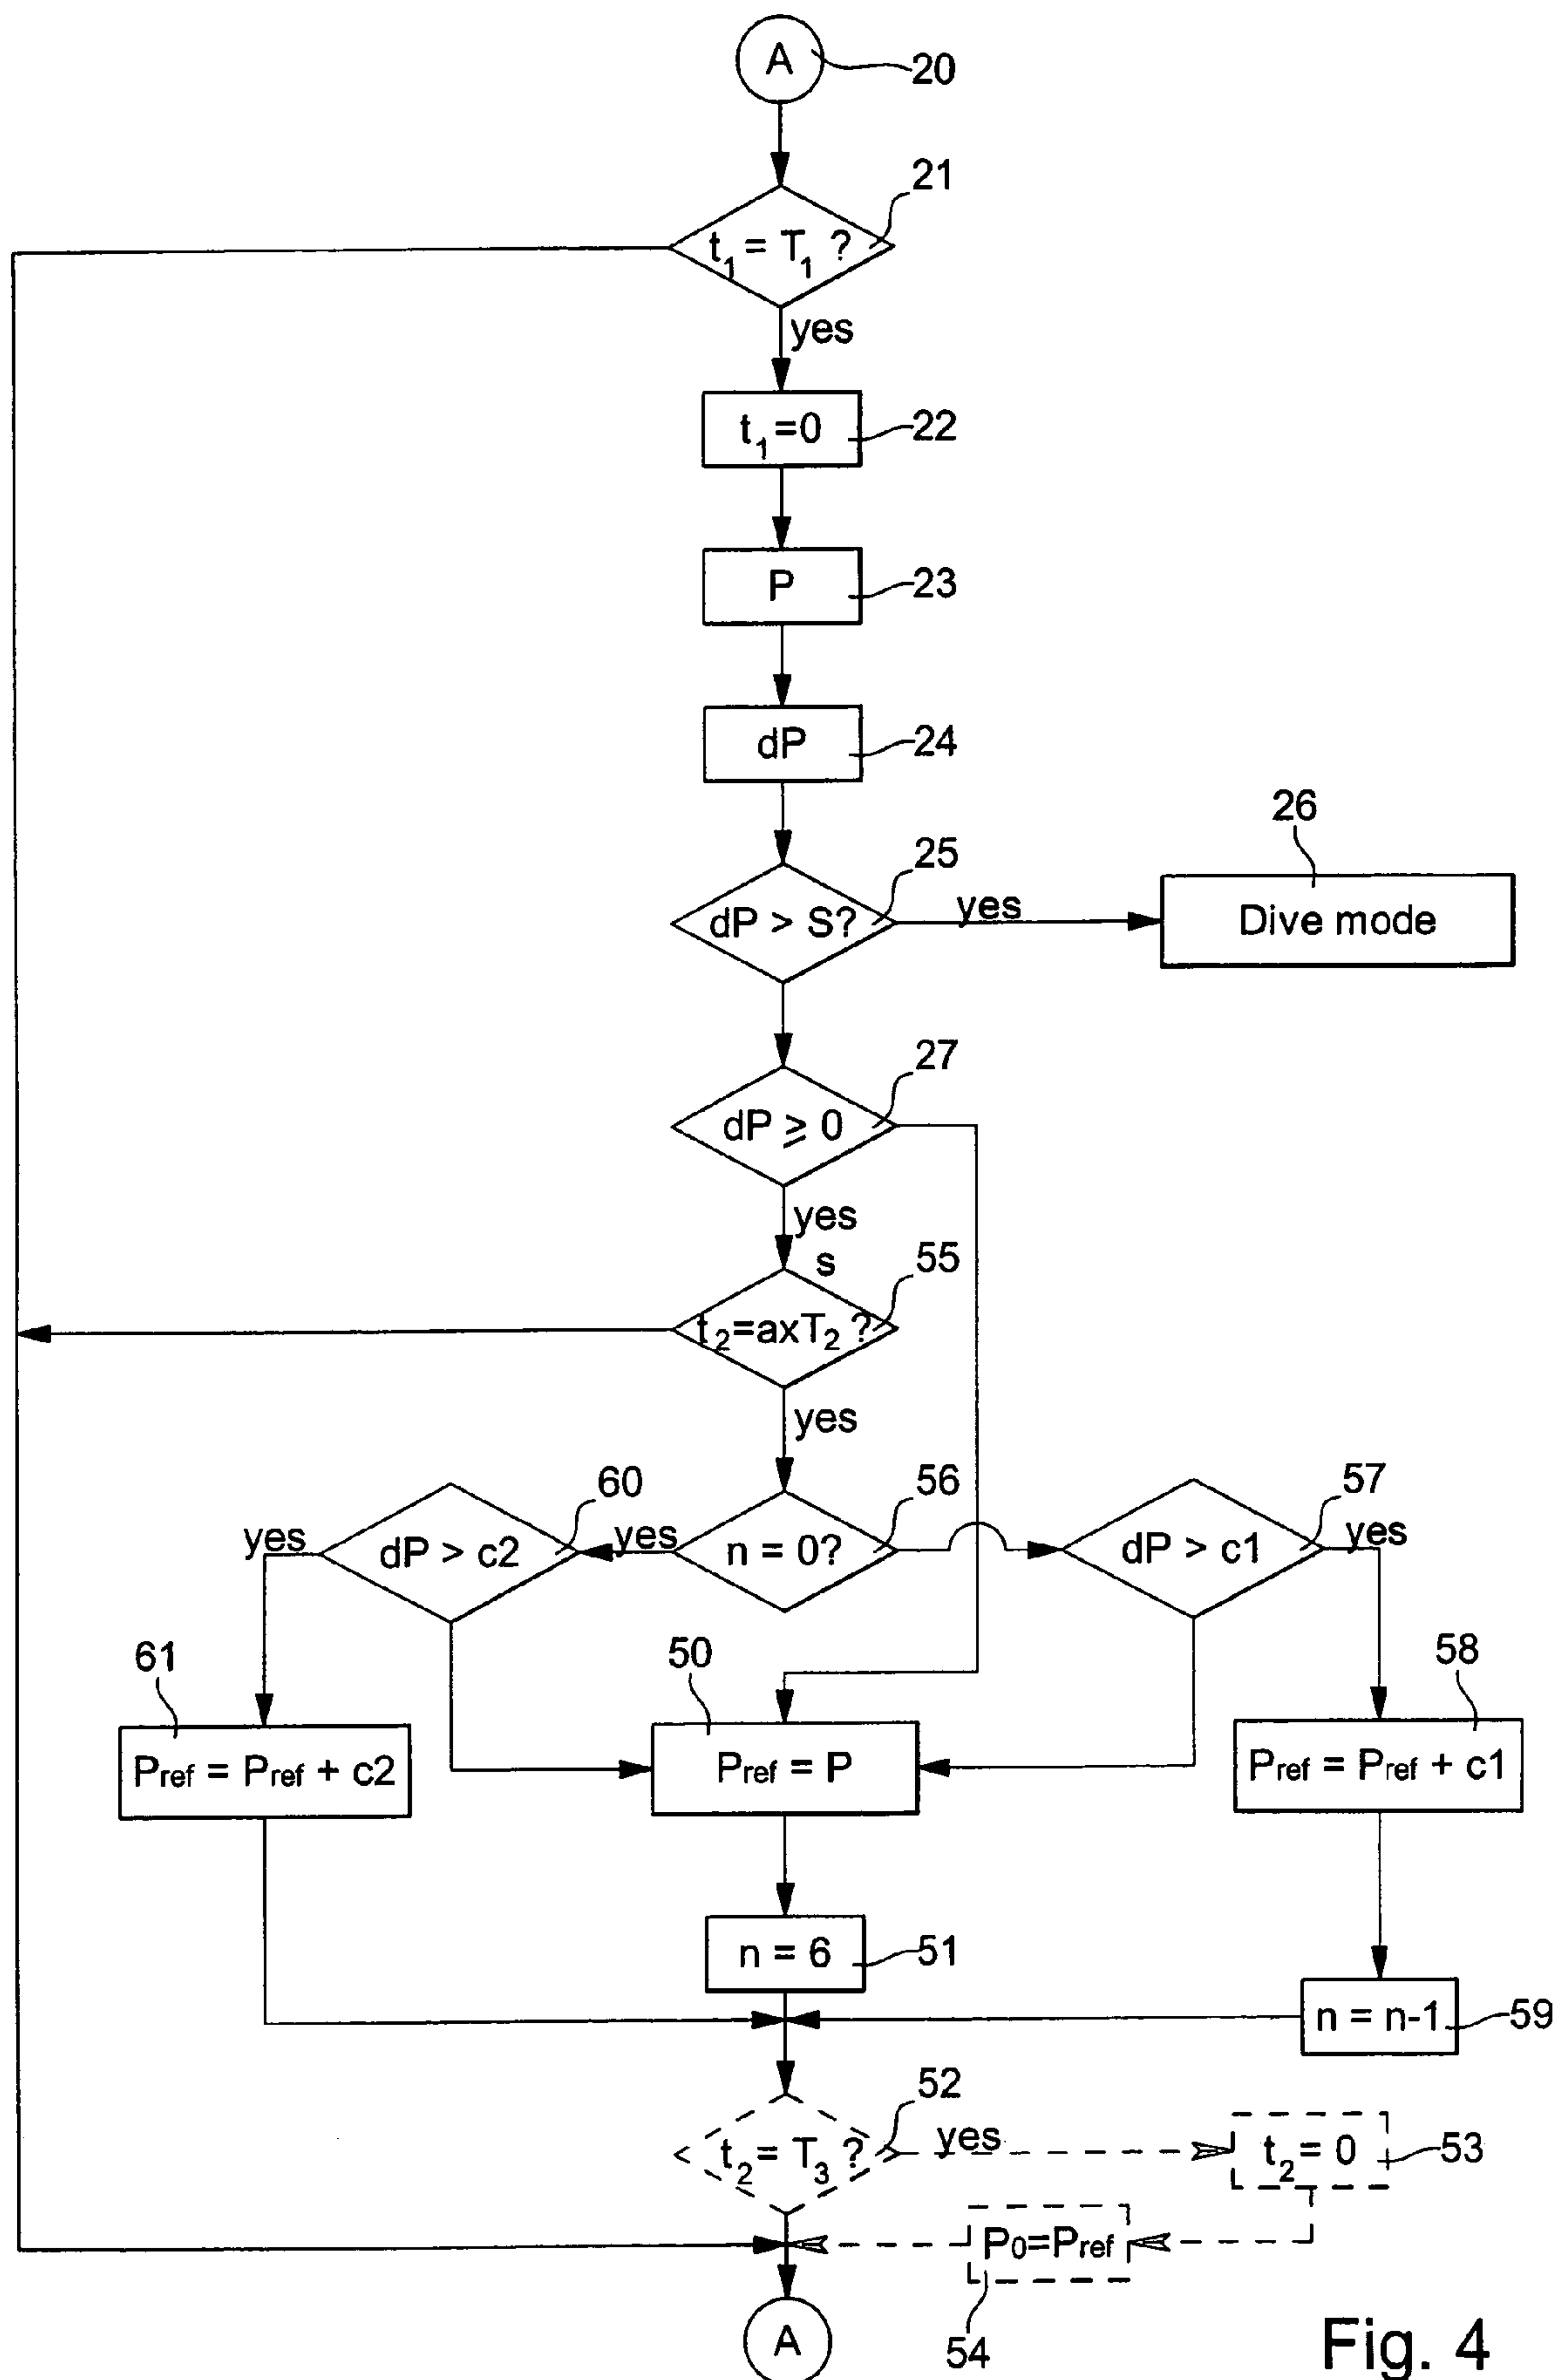 A
20
21
t₁ = T₁ ?
yes
t₁ =0
22
P
23
dP
24
25
26
dP > S?
yes
Dive mode
27
dP ≥ 0
yes
s
55
t₂=axT₂ ?
yes
60
56
57
yes
dP > c2
yes
n = 0?
dP > c1
yes
61
50
58
Pref = Pref + c2
Pref = P
Pref = Pref + c1
n = 6
51
n = n-1
59
52
t₂ = T₃ ?
yes
t₂ = 0
53
P₀=Pref
54
A
Fig. 4